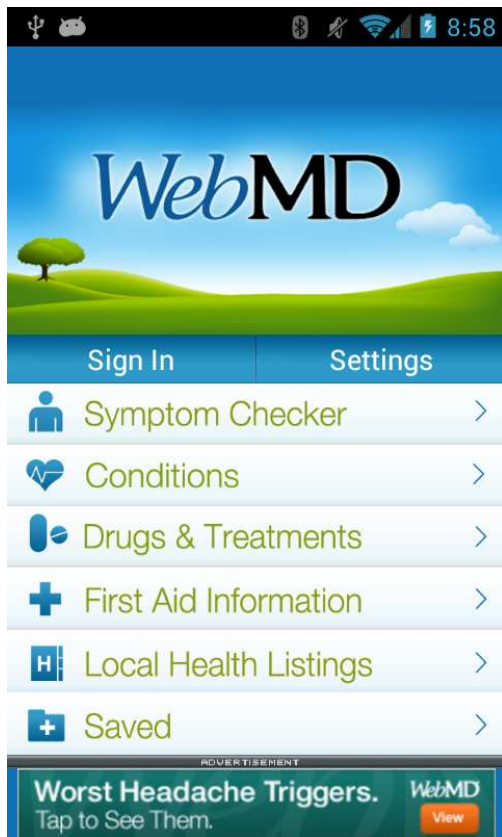 8:58
WebMD
Sign In Settings
Symptom Checker
Conditions
Drugs & Treatments
First Aid Information
H Local Health Listings
Saved
ADVERTISEMENT
Worst Headache Triggers. WebMD
Tap to See Them. View